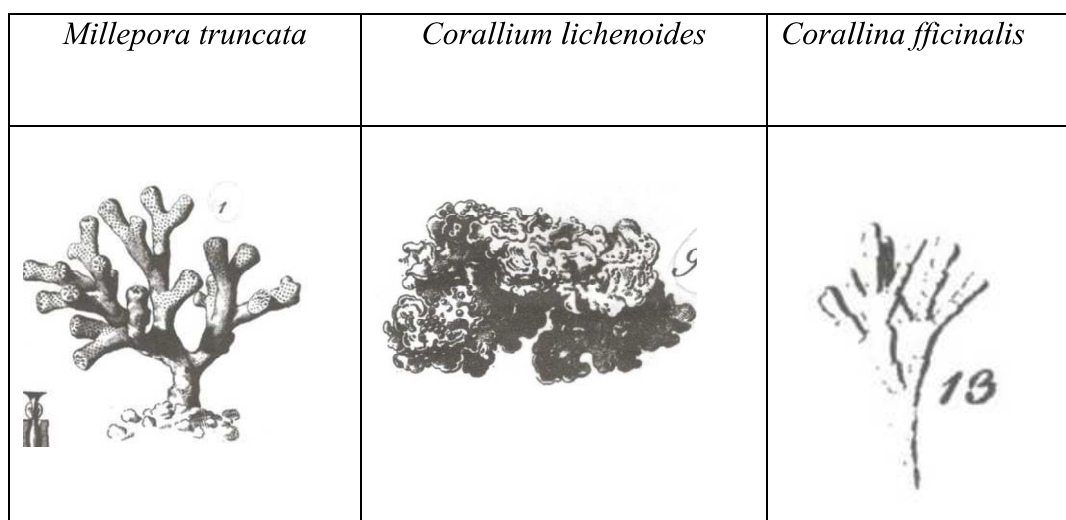 Millepora truncata
Corallium lichenoides
Corallina fficinalis
1
9
13